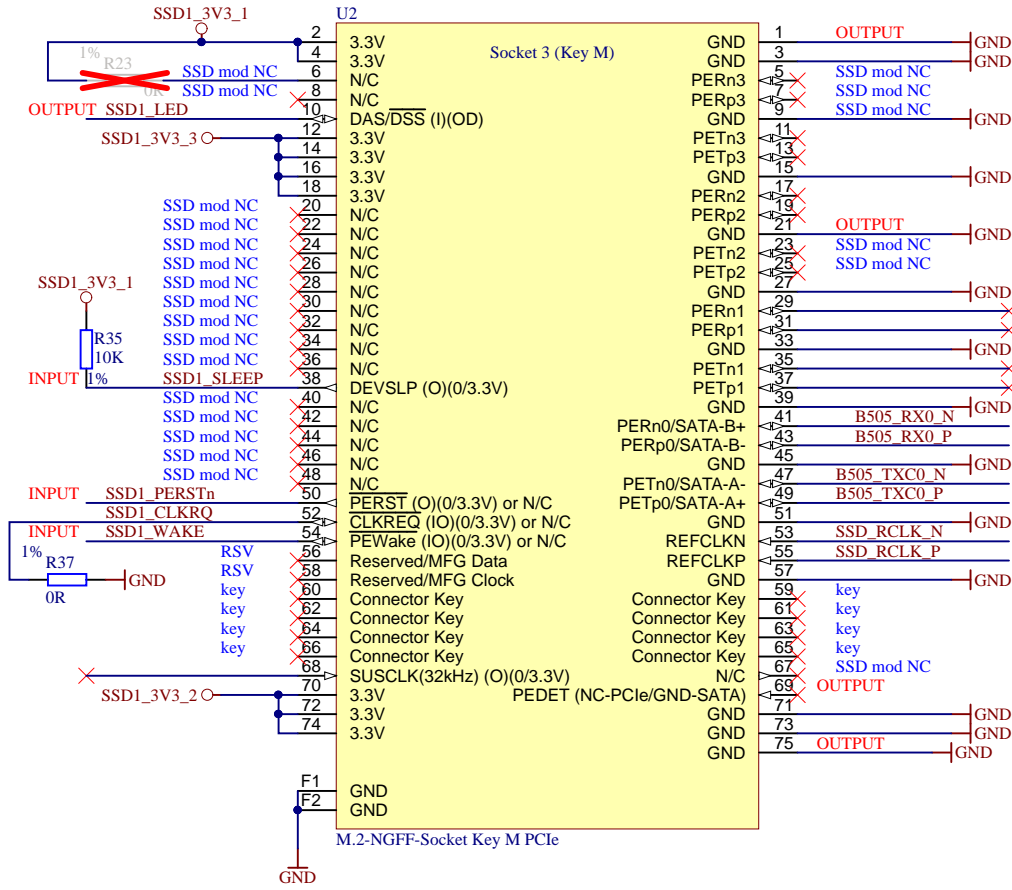 SSD1_3V3_1
U2
Socket 3 (Key M)
2 3.3V
4 3.3V
1% R23 0R SSD mod NC 6 N/C
SSD mod NC 8 N/C
OUTPUT SSD1_LED 10 DAS/DSS (I)(OD)
SSD1_3V3_3 12 3.3V
14 3.3V
16 3.3V
18 3.3V
SSD mod NC 20 N/C
SSD mod NC 22 N/C
SSD mod NC 24 N/C
SSD mod NC 26 N/C
SSD mod NC 28 N/C
SSD mod NC 30 N/C
SSD mod NC 32 N/C
SSD mod NC 34 N/C
SSD mod NC 36 N/C
SSD1_3V3_1
R35
10K
1%
INPUT SSD1_SLEEP 38 DEVSLP (O)(0/3.3V)
SSD mod NC 40 N/C
SSD mod NC 42 N/C
SSD mod NC 44 N/C
SSD mod NC 46 N/C
SSD mod NC 48 N/C
INPUT SSD1_PERSTn 50 PERST (O)(0/3.3V) or N/C
SSD1_CLKRQ 52 CLKREQ (IO)(0/3.3V) or N/C
INPUT SSD1_WAKE 54 PEWake (IO)(0/3.3V) or N/C
RSV 56 Reserved/MFG Data
RSV 58 Reserved/MFG Clock
1% R37 0R GND
key 60 Connector Key
key 62 Connector Key
key 64 Connector Key
key 66 Connector Key
68 SUSCLK(32kHz) (O)(0/3.3V)
SSD1_3V3_2 70 3.3V
72 3.3V
74 3.3V
F1 GND
F2 GND
GND
GND 1 OUTPUT GND
GND 3 GND
PERn3 5 SSD mod NC
PERp3 7 SSD mod NC
GND 9 SSD mod NC GND
PETn3 11
PETp3 13
GND 15 GND
PERn2 17
PERp2 19
GND 21 OUTPUT GND
PETn2 23 SSD mod NC
PETp2 25 SSD mod NC
GND 27 GND
PERn1 29
PERp1 31
GND 33 GND
PETn1 35
PETp1 37
GND 39 GND
PERn0/SATA-B+ 41 B505_RX0_N
PERp0/SATA-B- 43 B505_RX0_P
GND 45 GND
PETn0/SATA-A- 47 B505_TXC0_N
PETp0/SATA-A+ 49 B505_TXC0_P
GND 51 GND
REFCLKN 53 SSD_RCLK_N
REFCLKP 55 SSD_RCLK_P
GND 57 GND
Connector Key 59 key
Connector Key 61 key
Connector Key 63 key
Connector Key 65 key
N/C 67 SSD mod NC
PEDET (NC-PCIe/GND-SATA) 69 OUTPUT
GND 71 GND
GND 73 GND
GND 75 OUTPUT GND
M.2-NGFF-Socket Key M PCIe